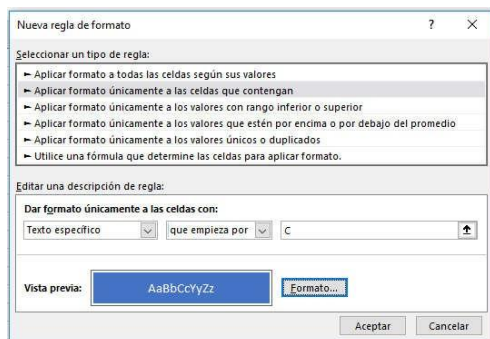 Nueva regla de formato ? ×
Seleccionar un tipo de regla:
► Aplicar formato a todas las celdas según sus valores
► Aplicar formato únicamente a las celdas que contengan
► Aplicar formato únicamente a los valores con rango inferior o superior
► Aplicar formato únicamente a los valores que estén por encima o por debajo del promedio
► Aplicar formato únicamente a los valores únicos o duplicados
► Utilice una fórmula que determine las celdas para aplicar formato.
Editar una descripción de regla:
Dar formato únicamente a las celdas con:
Texto específico que empieza por C
Vista previa: AaBbCcYyZz Formato...
Aceptar Cancelar